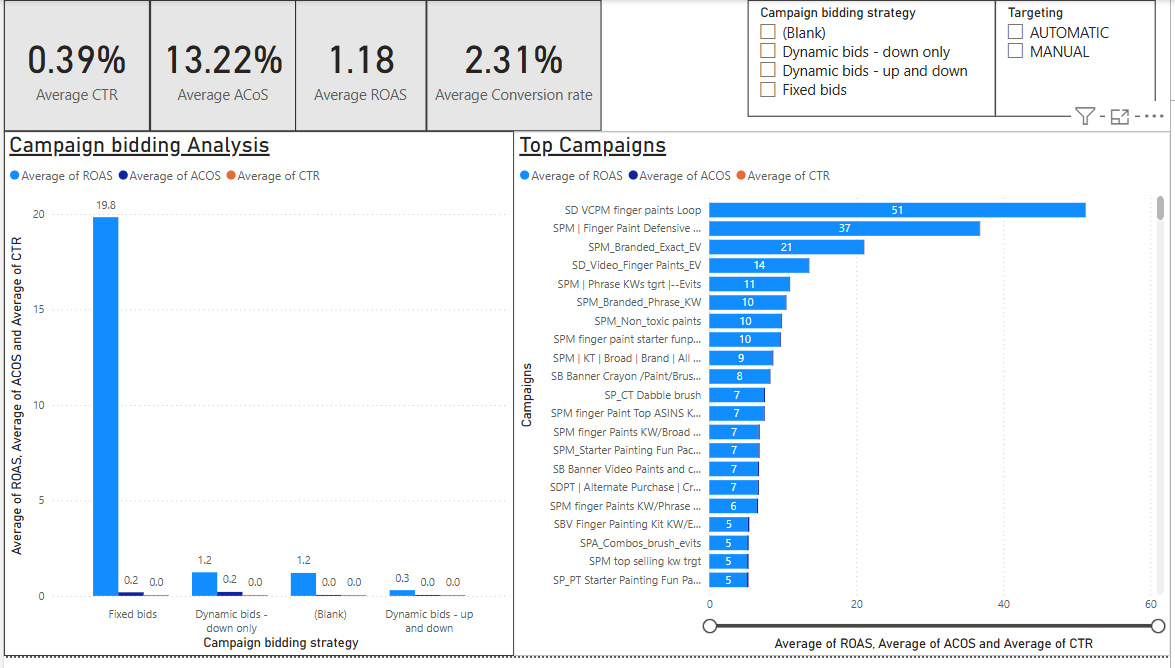 0.39%
Average CTR
13.22%
Average ACoS
1.18
Average ROAS
2.31%
Average Conversion rate
Campaign bidding strategy
(Blank)
Dynamic bids - down only
Dynamic bids - up and down
Fixed bids
Targeting
AUTOMATIC
MANUAL
Campaign bidding Analysis
Average of ROAS Average of ACOS Average of CTR
Average of ROAS, Average of ACOS and Average of CTR
20
15
10
5
0
19.8
0.2
0.0
1.2
0.2
0.0
1.2
0.0
0.0
0.3
0.0
0.0
Fixed bids
Dynamic bids -
down only
(Blank)
Dynamic bids - up
and down
Campaign bidding strategy
Top Campaigns
Average of ROAS Average of ACOS Average of CTR
Campaigns
SD VCPM finger paints Loop 51
SPM | Finger Paint Defensive ... 37
SPM_Branded_Exact_EV 21
SD_Video_Finger Paints_EV 14
SPM | Phrase KWs tgrt |--Evits 11
SPM_Branded_Phrase_KW 10
SPM_Non_toxic paints 10
SPM finger paint starter funp... 10
SPM | KT | Broad | Brand | All ... 9
SB Banner Crayon /Paint/Brus... 8
SP_CT Dabble brush 7
SPM finger Paint Top ASINS K... 7
SPM finger Paints KW/Broad ... 7
SPM_Starter Painting Fun Pac... 7
SB Banner Video Paints and c... 7
SDPT | Alternate Purchase | Cr... 7
SPM finger Paints KW/Phrase ... 6
SBV Finger Painting Kit KW/E... 5
SPA_Combos_brush_evits 5
SPM top selling kw trgt 5
SP_PT Starter Painting Fun Pa... 5
0 20 40 60
Average of ROAS, Average of ACOS and Average of CTR